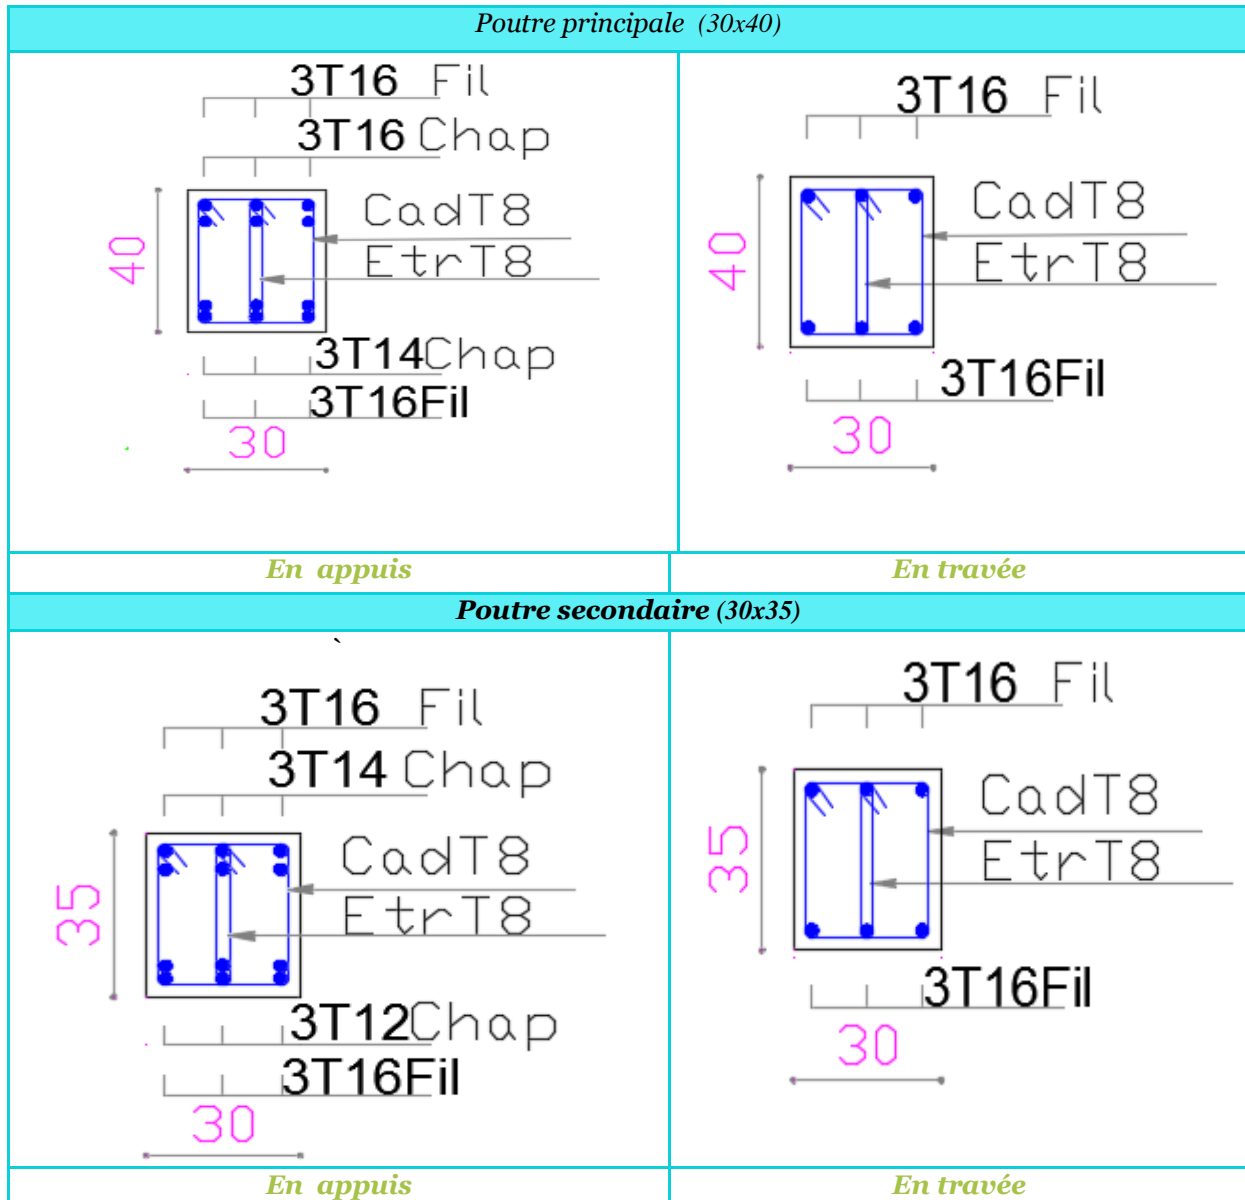 Poutre principale (30x40)
3T16 Fil
3T16 Chap
CadT8
EtrT8
40
3T14Chap
3T16Fil
30
3T16 Fil
CadT8
EtrT8
40
3T16Fil
30
En appuis
En travée
Poutre secondaire (30x35)
`
3T16 Fil
3T14 Chap
CadT8
EtrT8
35
3T12Chap
3T16Fil
30
3T16 Fil
CadT8
EtrT8
35
3T16Fil
30
En appuis
En travée